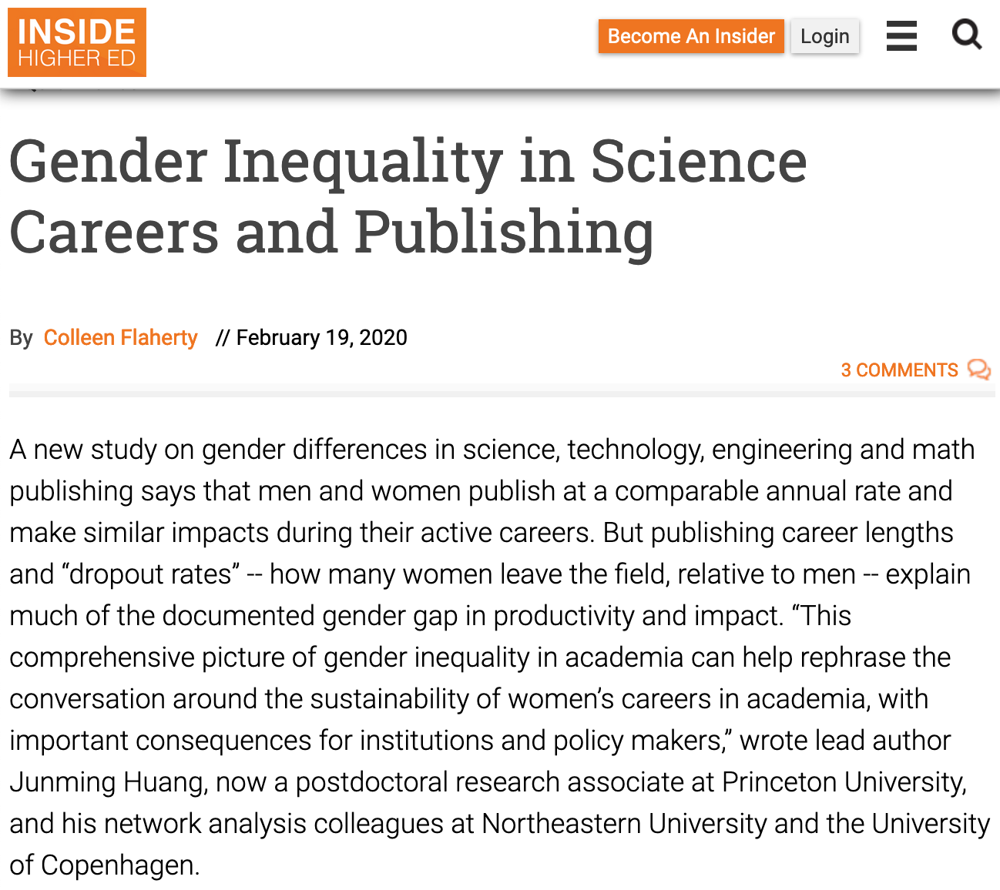 INSIDE
HIGHER ED
Become An Insider
Login
Gender Inequality in Science
Careers and Publishing
By Colleen Flaherty // February 19, 2020
3 COMMENTS
A new study on gender differences in science, technology, engineering and math
publishing says that men and women publish at a comparable annual rate and
make similar impacts during their active careers. But publishing career lengths
and “dropout rates” -- how many women leave the field, relative to men -- explain
much of the documented gender gap in productivity and impact. “This
comprehensive picture of gender inequality in academia can help rephrase the
conversation around the sustainability of women’s careers in academia, with
important consequences for institutions and policy makers,” wrote lead author
Junming Huang, now a postdoctoral research associate at Princeton University,
and his network analysis colleagues at Northeastern University and the University
of Copenhagen.